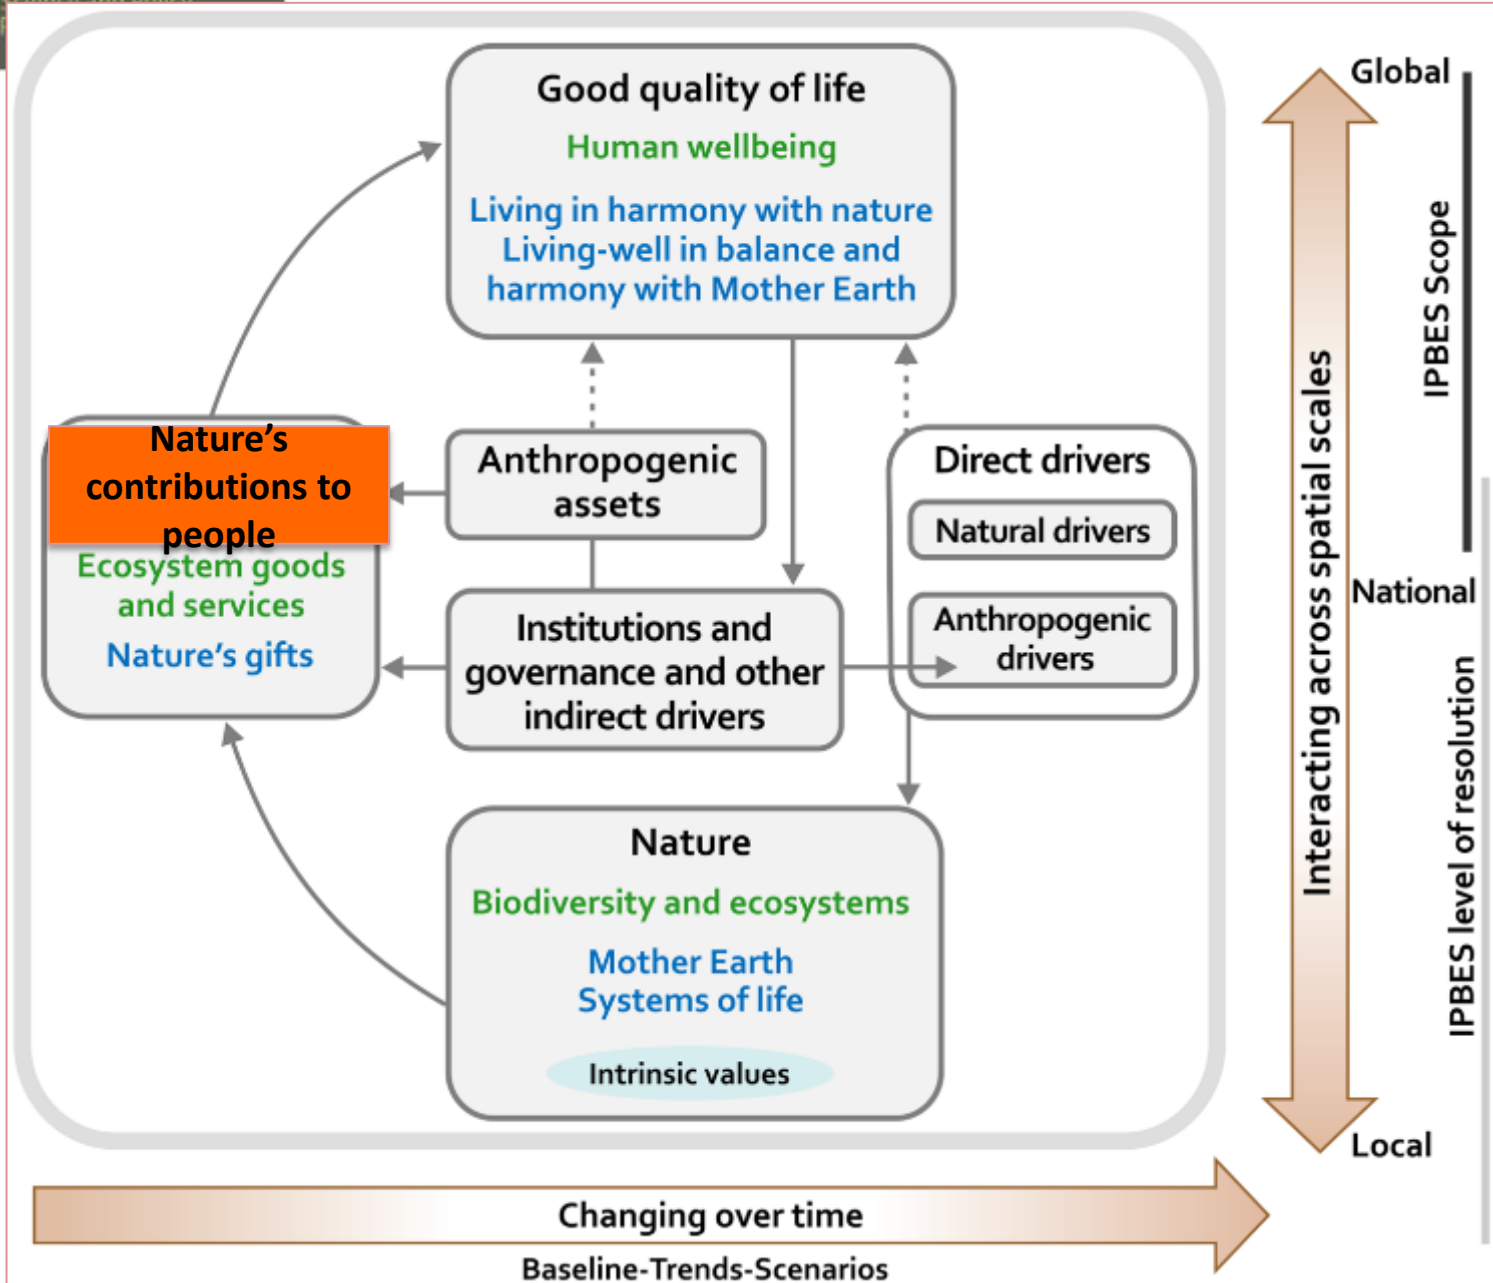 Good quality of life
Human wellbeing
Living in harmony with nature
Living-well in balance and
harmony with Mother Earth
Nature’s
contributions to
people
Ecosystem goods
and services
Nature’s gifts
Anthropogenic
assets
Institutions and
governance and other
indirect drivers
Direct drivers
Natural drivers
Anthropogenic
drivers
Nature
Biodiversity and ecosystems
Mother Earth
Systems of life
Intrinsic values
Changing over time
Baseline-Trends-Scenarios
Interacting across spatial scales
Global
National
Local
IPBES Scope
IPBES level of resolution